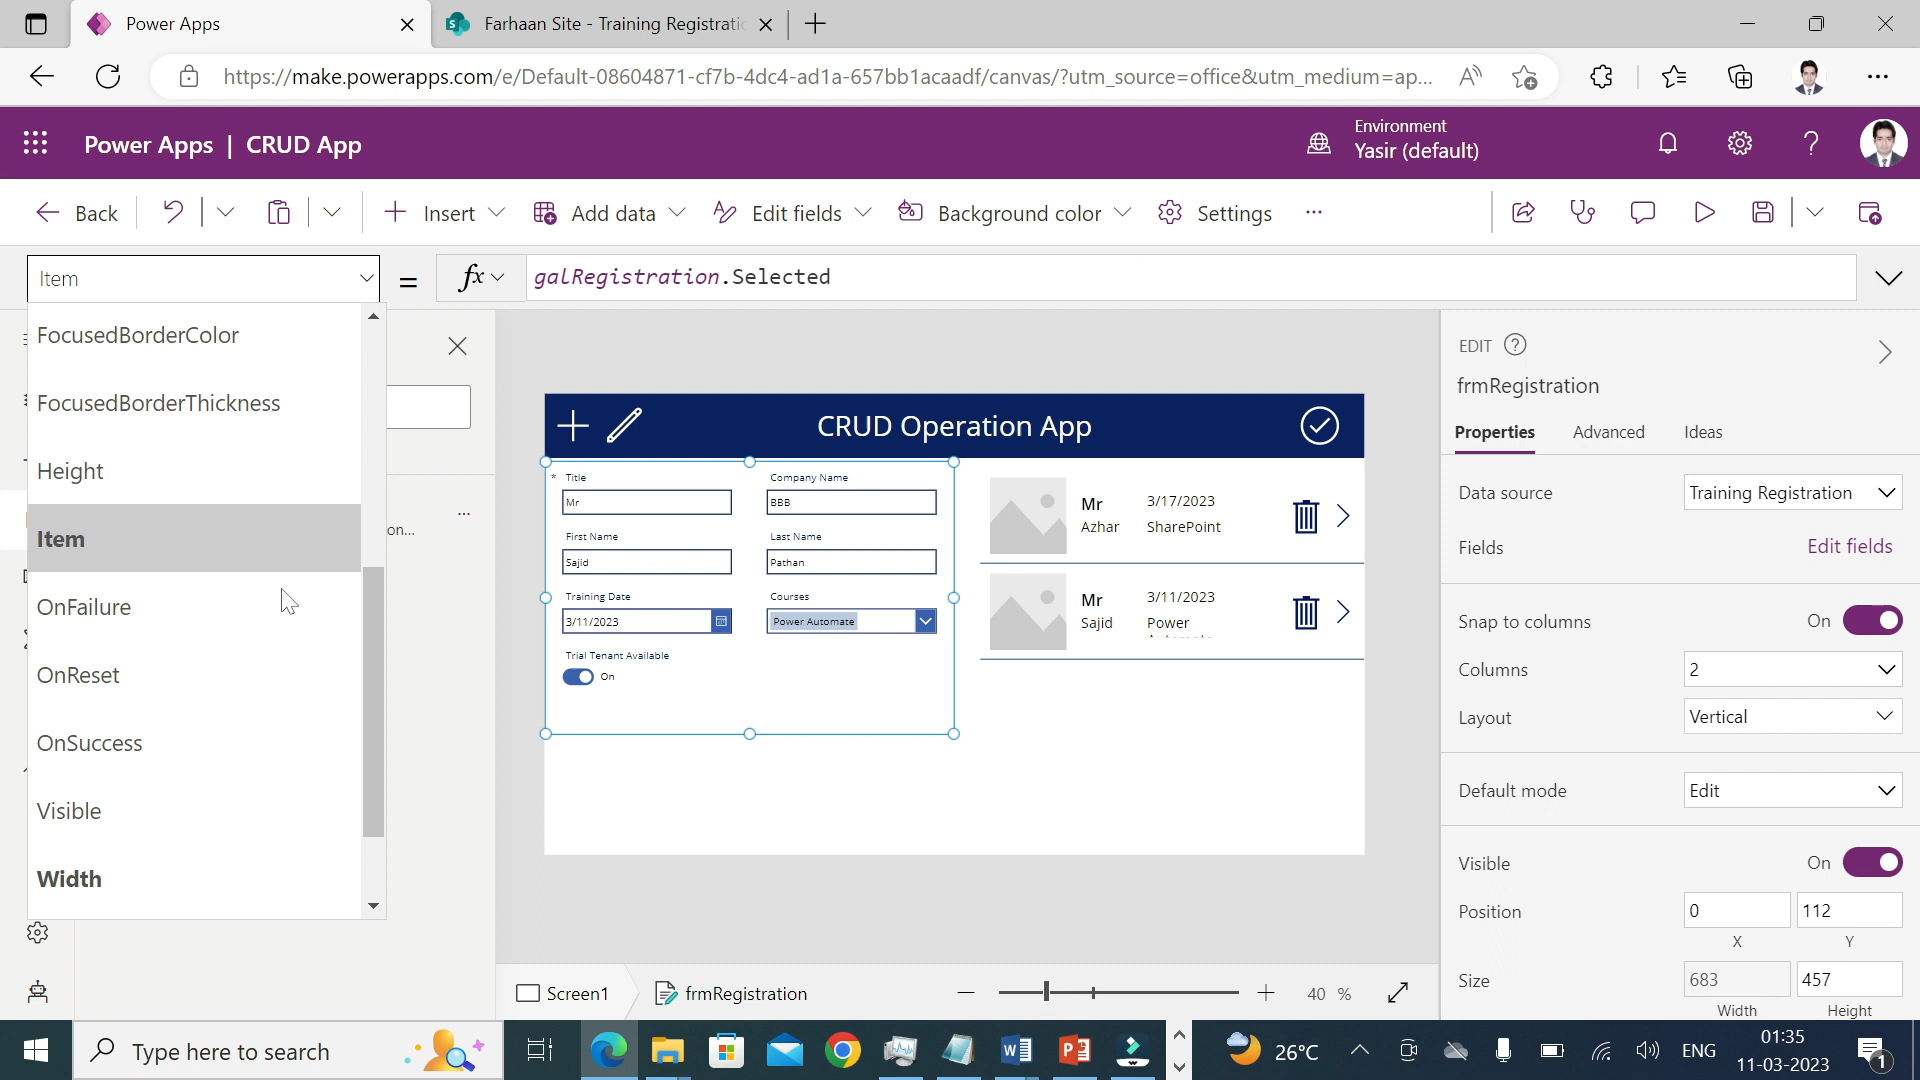 Power Apps
Farhaan Site - Training Registratic
https://make.powerapps.com/e/Default-08604871-cf7b-4dc4-ad1a-657bb1acaadf/canvas/?utm_source=office&utm_medium=ap...
Power Apps | CRUD App
Environment
Yasir (default)
Back
Insert
Add data
Edit fields
Background color
Settings
Item
=
fx
galRegistration.Selected
FocusedBorderColor
FocusedBorderThickness
Height
Item
OnFailure
OnReset
OnSuccess
Visible
Width
on...
CRUD Operation App
* Title
Mr
Company Name
BBB
First Name
Sajid
Last Name
Pathan
Training Date
3/11/2023
Courses
Power Automate
Trial Tenant Available
On
Mr
3/17/2023
Azhar
SharePoint
Mr
3/11/2023
Sajid
Power
EDIT
frmRegistration
Properties
Advanced
Ideas
Data source
Training Registration
Fields
Edit fields
Snap to columns
On
Columns
2
Layout
Vertical
Default mode
Edit
Visible
On
Position
0
112
X
Y
Size
683
457
Width
Height
Screen1
frmRegistration
40 %
Type here to search
26°C
ENG
01:35
11-03-2023
1